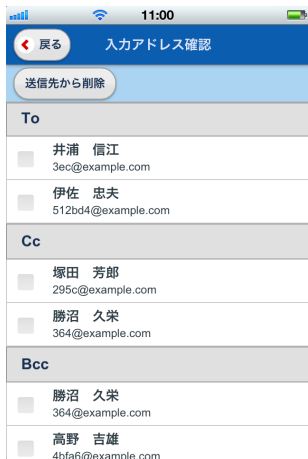 11:00
戻る
入力アドレス確認
送信先から削除
To
井浦　信江
3ec@example.com
伊佐　忠夫
512bd4@example.com
Cc
塚田　芳郎
295c@example.com
勝沼　久栄
364@example.com
Bcc
勝沼　久栄
364@example.com
高野　吉雄
4bfa6@example.com